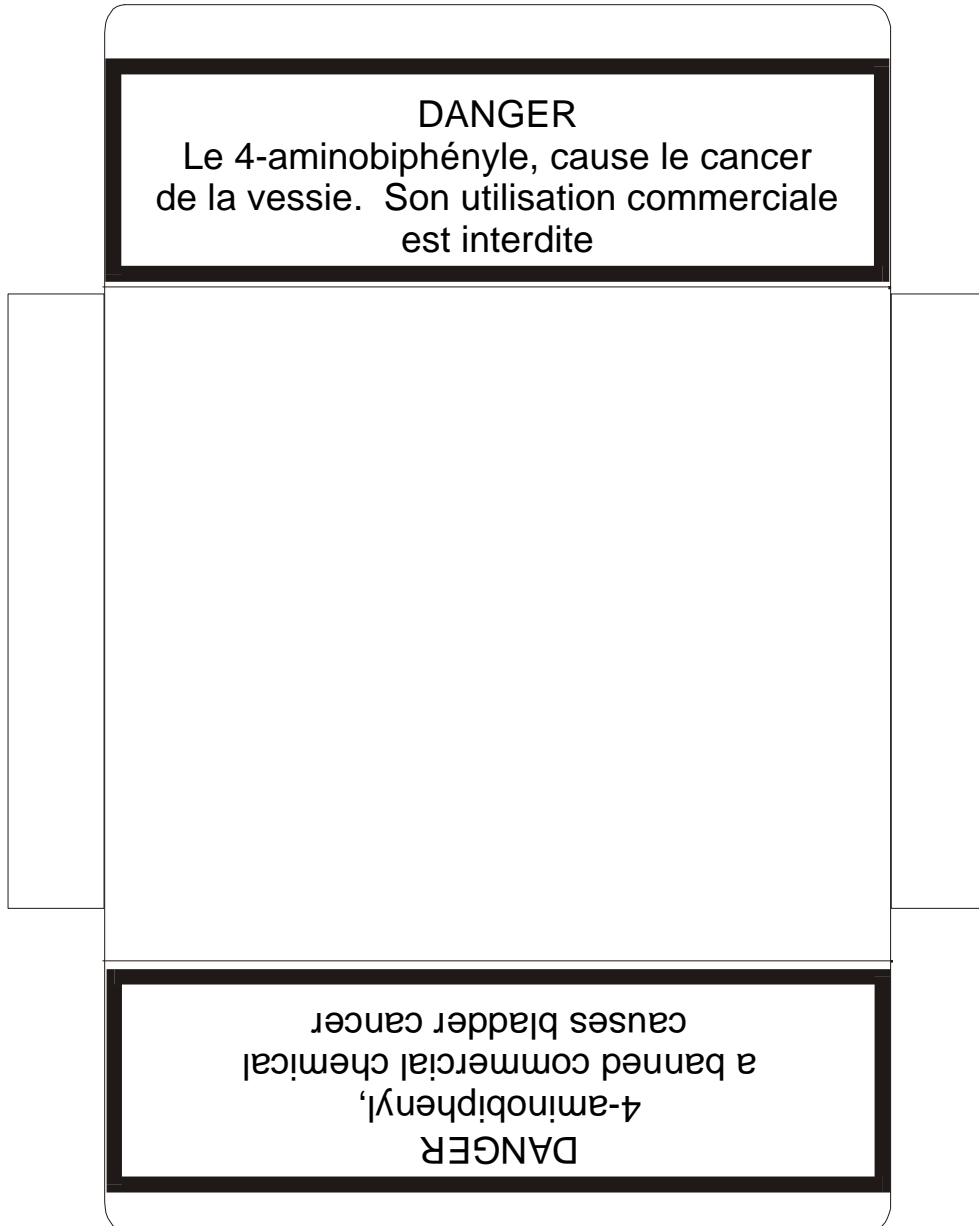 DANGER
Le 4-aminobiphényle, cause le cancer
de la vessie.  Son utilisation commerciale
est interdite
DANGER
4-aminobiphenyl,
a banned commercial chemical
causes bladder cancer